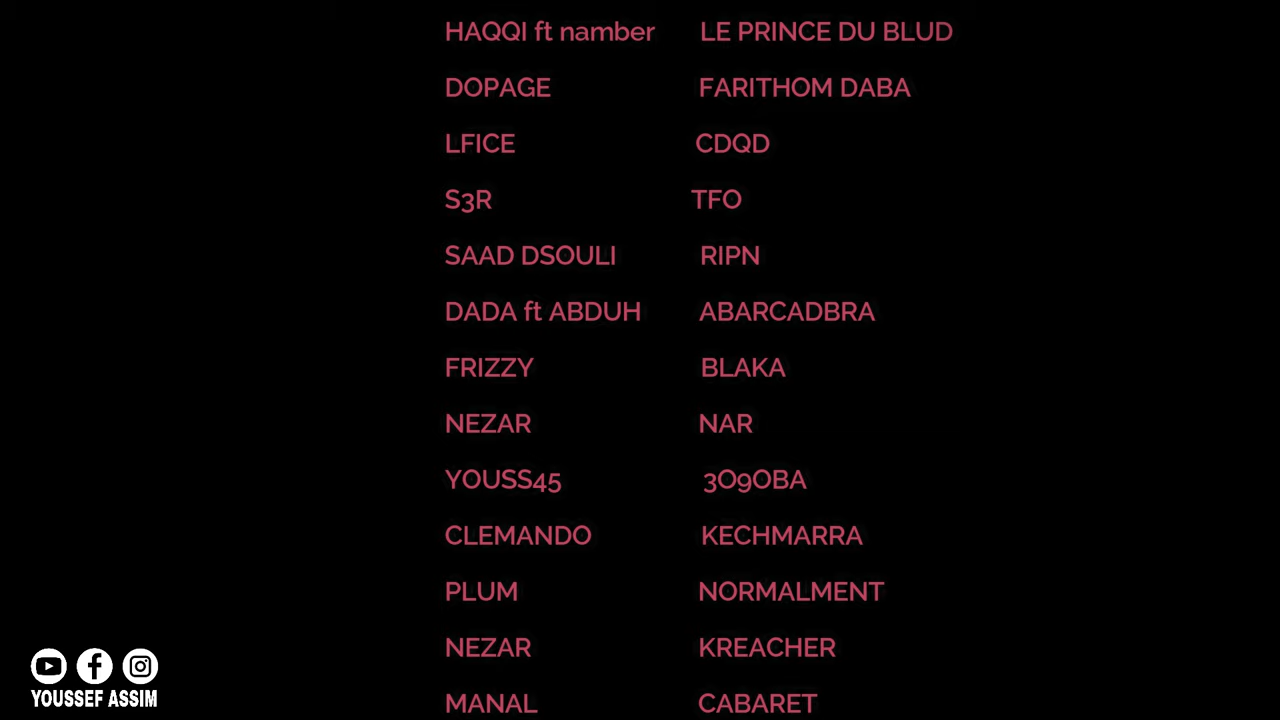 HAQQI ft namber LE PRINCE DU BLUD
DOPAGE FARITHOM DABA
LFICE CDQD
S3R TFO
SAAD DSOULI RIPN
DADA ft ABDUH ABARCADBRA
FRIZZY BLAKA
NEZAR NAR
YOUSS45 3O9OBA
CLEMANDO KECHMARRA
PLUM NORMALMENT
NEZAR KREACHER
MANAL CABARET
YOUSSEF ASSIM